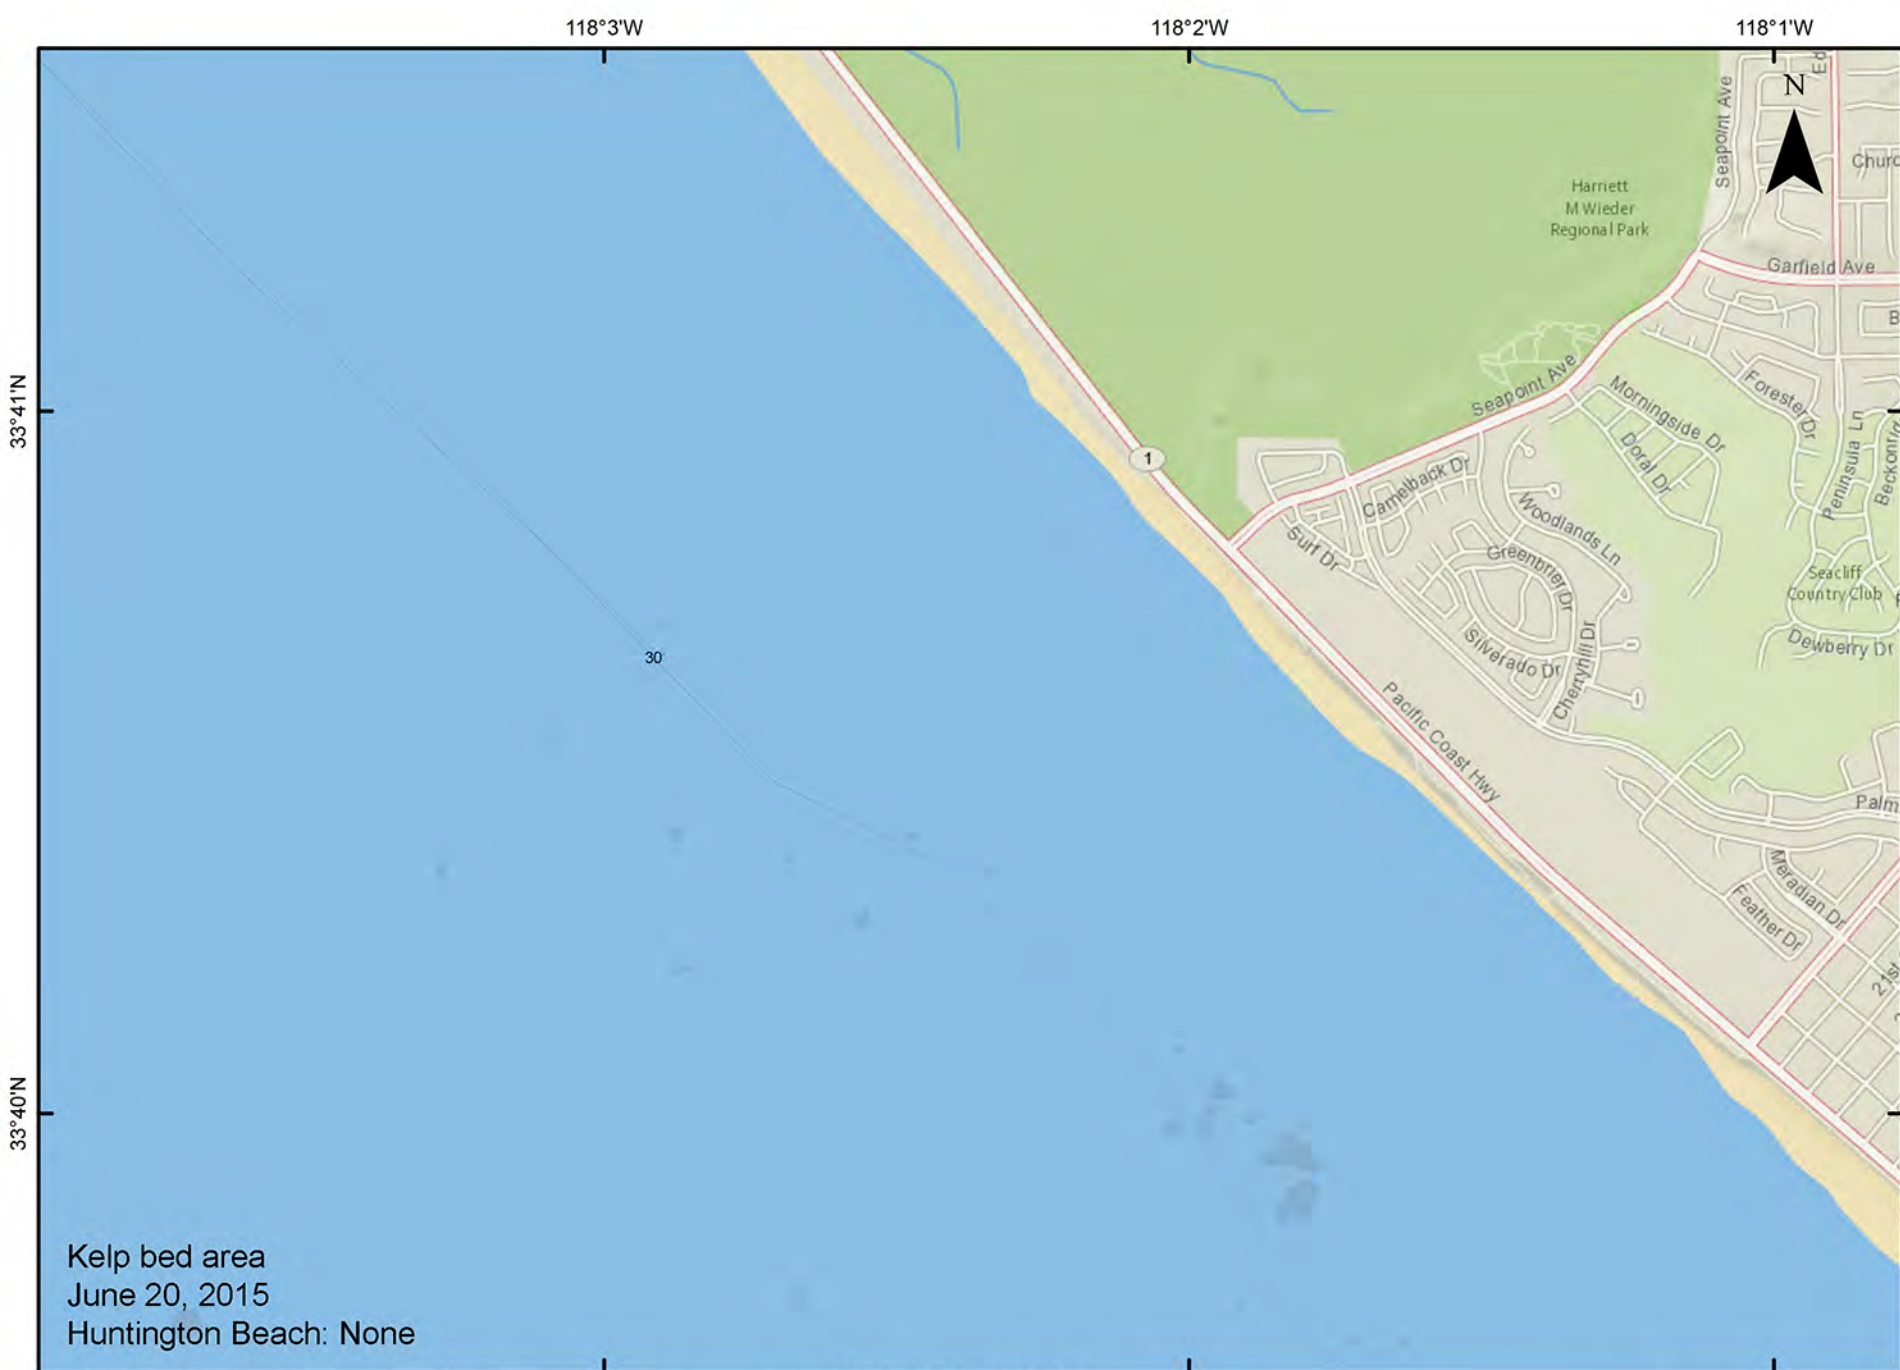 118°3'W
118°2'W
118°1'W
33°41'N
33°40'N
N
Seapoint Ave
Harriett
M Wieder
Regional Park
Garfield Ave
Seapoint Ave
Morningside Dr
Forester Dr
Doral Dr
Peninsula Ln
1
Camelback Dr
Woodlands Ln
Surf Dr
Greenbrier Dr
Seacliff
Country Club
Silverado Dr
Cherryhill Dr
Dewberry Dr
30
Pacific Coast Hwy
Palm
Meradian Dr
Feather Dr
21st
Kelp bed area
June 20, 2015
Huntington Beach: None